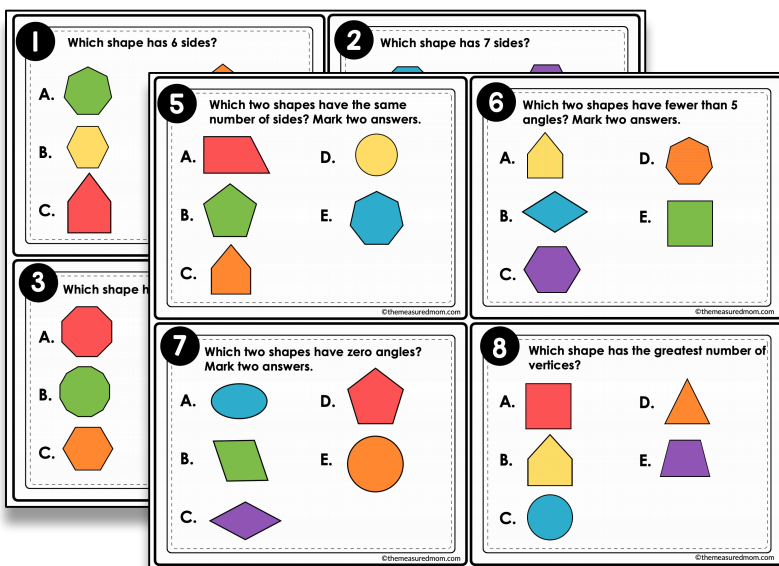 1
Which shape has 6 sides?
A.
B.
C.
2
Which shape has 7 sides?
3
Which shape h
A.
B.
C.
5
Which two shapes have the same
number of sides? Mark two answers.
A.
D.
B.
E.
C.
©themeasuredmom.com
6
Which two shapes have fewer than 5
angles? Mark two answers.
A.
D.
B.
E.
C.
©themeasuredmom.com
7
Which two shapes have zero angles?
Mark two answers.
A.
D.
B.
E.
C.
©themeasuredmom.com
8
Which shape has the greatest number of
vertices?
A.
D.
B.
E.
C.
©themeasuredmom.com